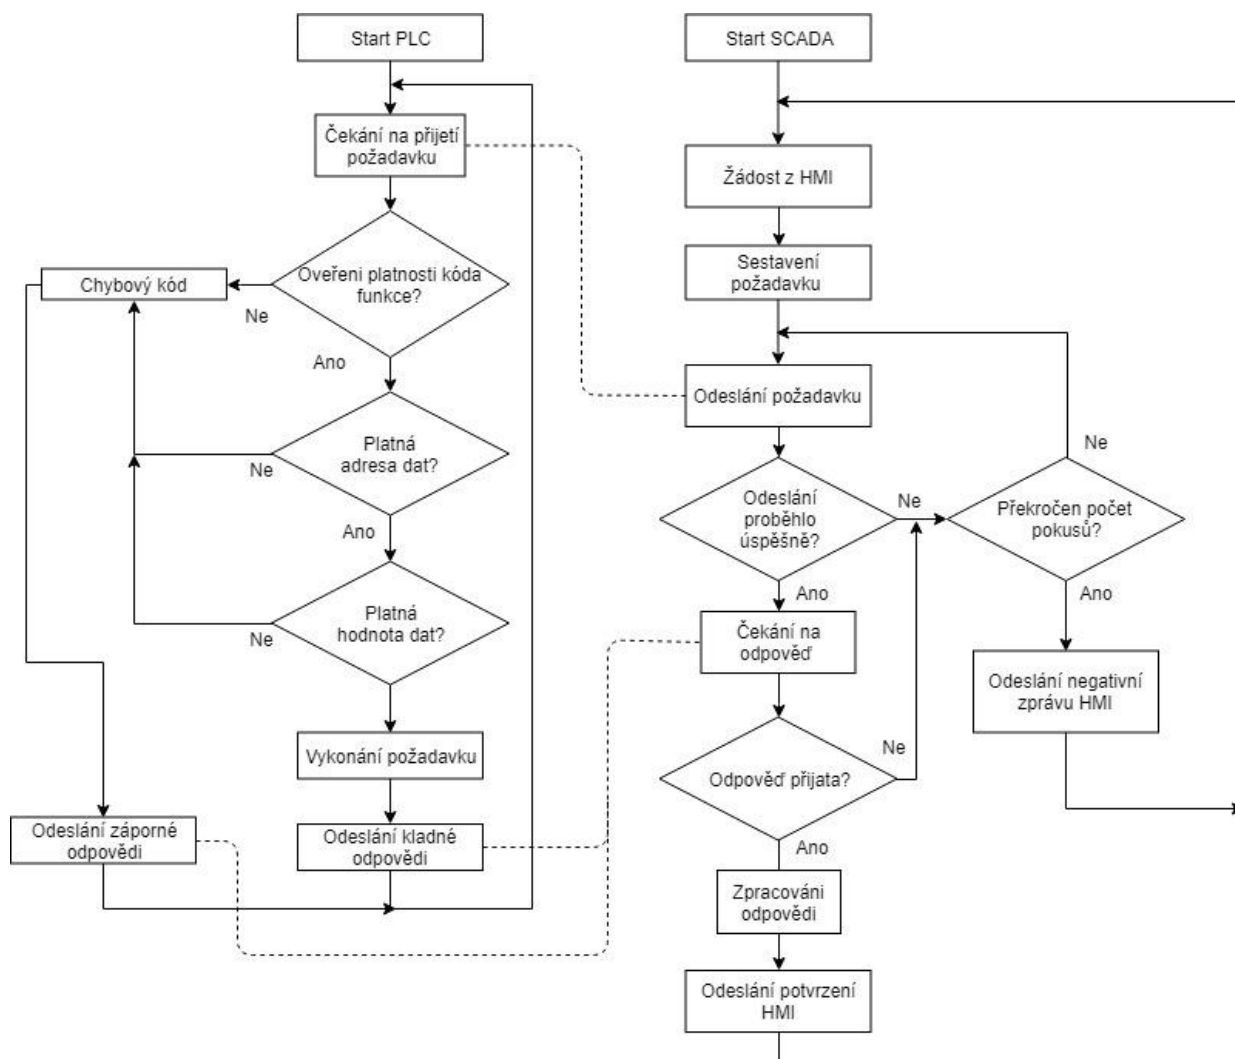 Start PLC
Čekání na přijetí
požadavku
Oveřeni platnosti kóda
funkce?
Chybový kód
Ne
Ano
Platná
adresa dat?
Ne
Ano
Platná
hodnota dat?
Ne
Vykonání požadavku
Odeslání kladné
odpovědi
Odeslání záporné
odpovědi
Start SCADA
Žádost z HMI
Sestavení
požadavku
Odeslání požadavku
Odeslání
proběhlo
úspěšně?
Ne
Ano
Překročen počet
pokusů?
Ne
Ano
Odeslání negativní
zprávu HMI
Čekání na
odpověď
Odpověď přijata?
Ne
Ano
Zpracováni
odpovědi
Odeslání potvrzení
HMI